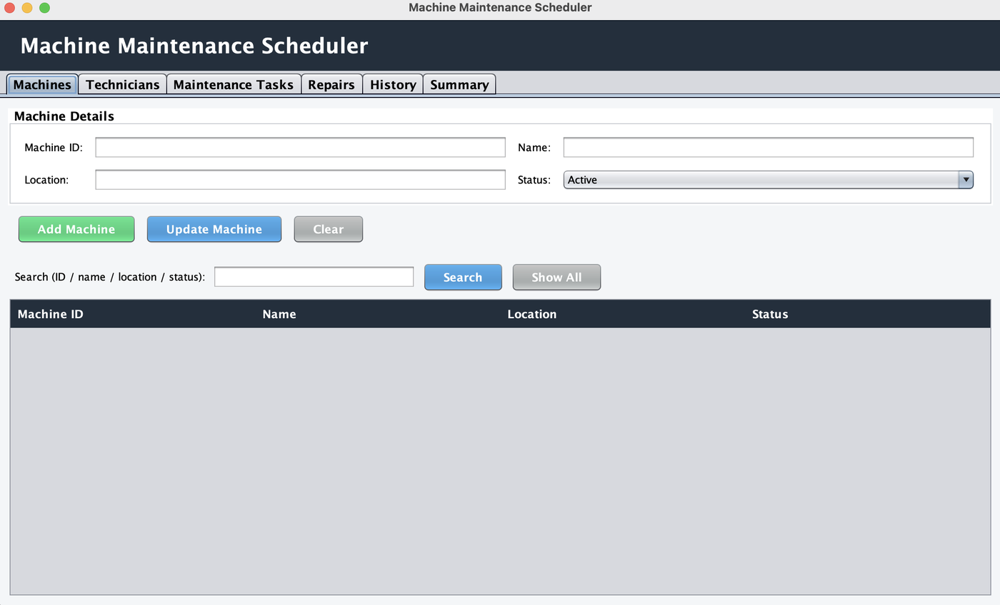 Machine Maintenance Scheduler
Machine Maintenance Scheduler
Machines Technicians Maintenance Tasks Repairs History Summary
Machine Details
Machine ID: Name:
Location: Status: Active
Add Machine Update Machine Clear
Search (ID / name / location / status): Search Show All
Machine ID Name Location Status